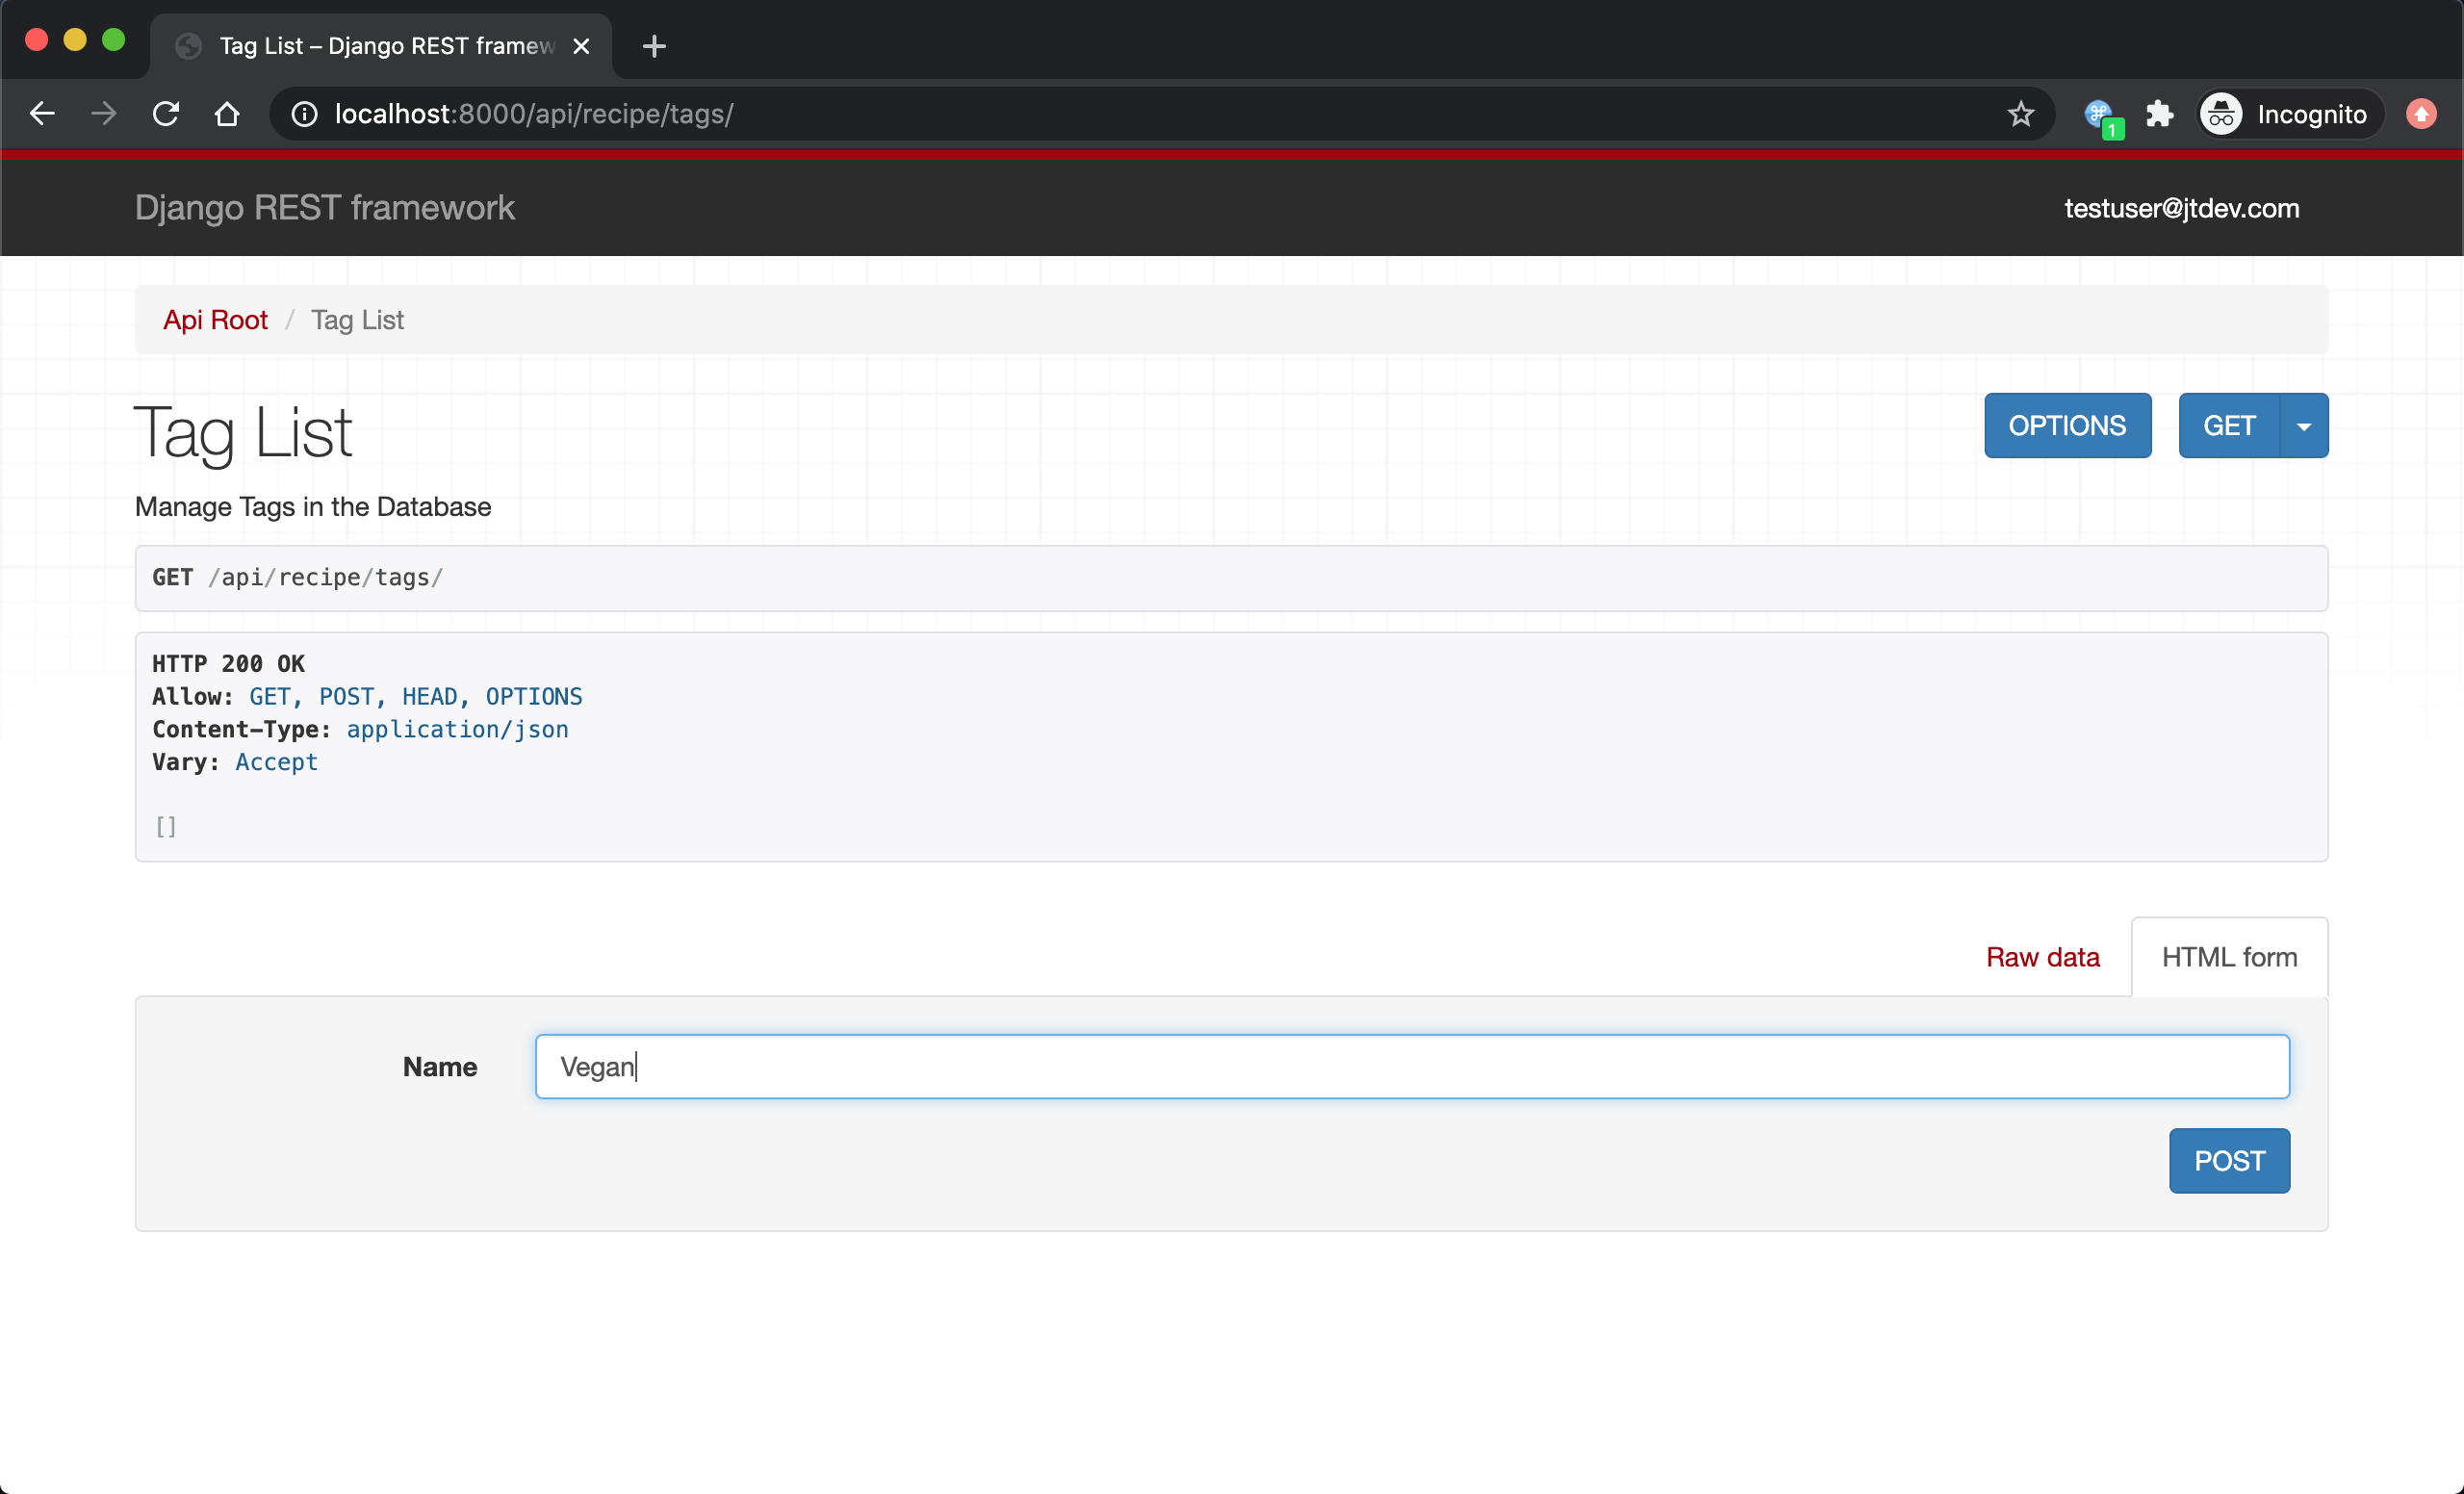 Tag List – Django REST framew
localhost:8000/api/recipe/tags/
1
Incognito
Django REST framework
testuser@jtdev.com
Api Root / Tag List
Tag List
OPTIONS
GET
Manage Tags in the Database
GET /api/recipe/tags/
HTTP 200 OK
Allow: GET, POST, HEAD, OPTIONS
Content-Type: application/json
Vary: Accept
[]
Raw data
HTML form
Name
Vegan
POST